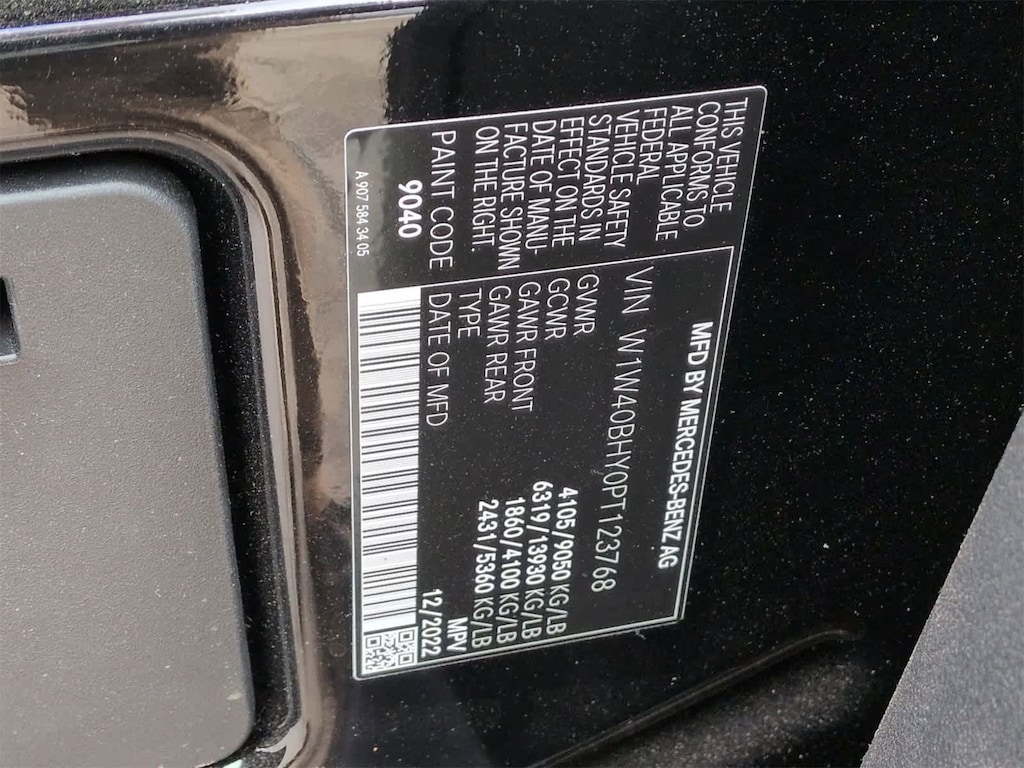 MFD BY MERCEDES-BENZ AG
THIS VEHICLE
CONFORMS TO
ALL APPLICABLE
FEDERAL
VEHICLE SAFETY
STANDARDS IN
EFFECT ON THE
DATE OF MANU-
FACTURE SHOWN
ON THE RIGHT.
VIN W1W40BHY0PT123768
GVWR 4105/9050 KG/LB
GCWR 6319/13930 KG/LB
GAWR FRONT 1860/4100 KG/LB
GAWR REAR 2431/5360 KG/LB
TYPE MPV
DATE OF MFD 12/2022
PAINT CODE
9040
A 907 584 34 05